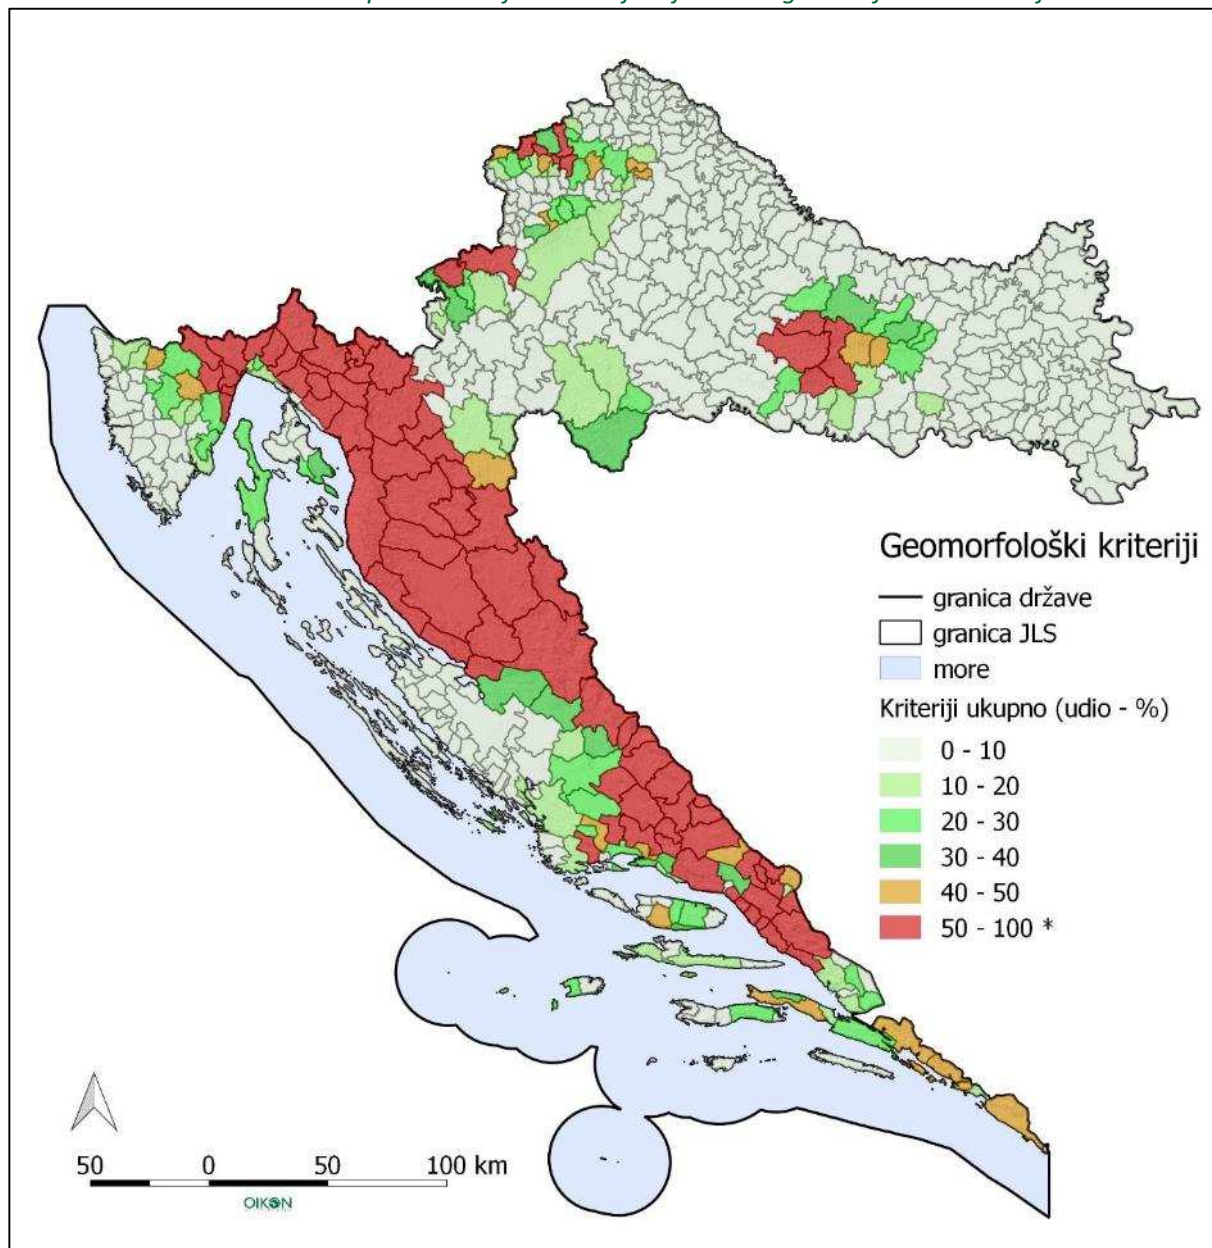 Geomorfološki kriteriji
granica države
granica JLS
more
Kriteriji ukupno (udio - %)
0 - 10
10 - 20
20 - 30
30 - 40
40 - 50
50 - 100 *
50 0 50 100 km
OIKON